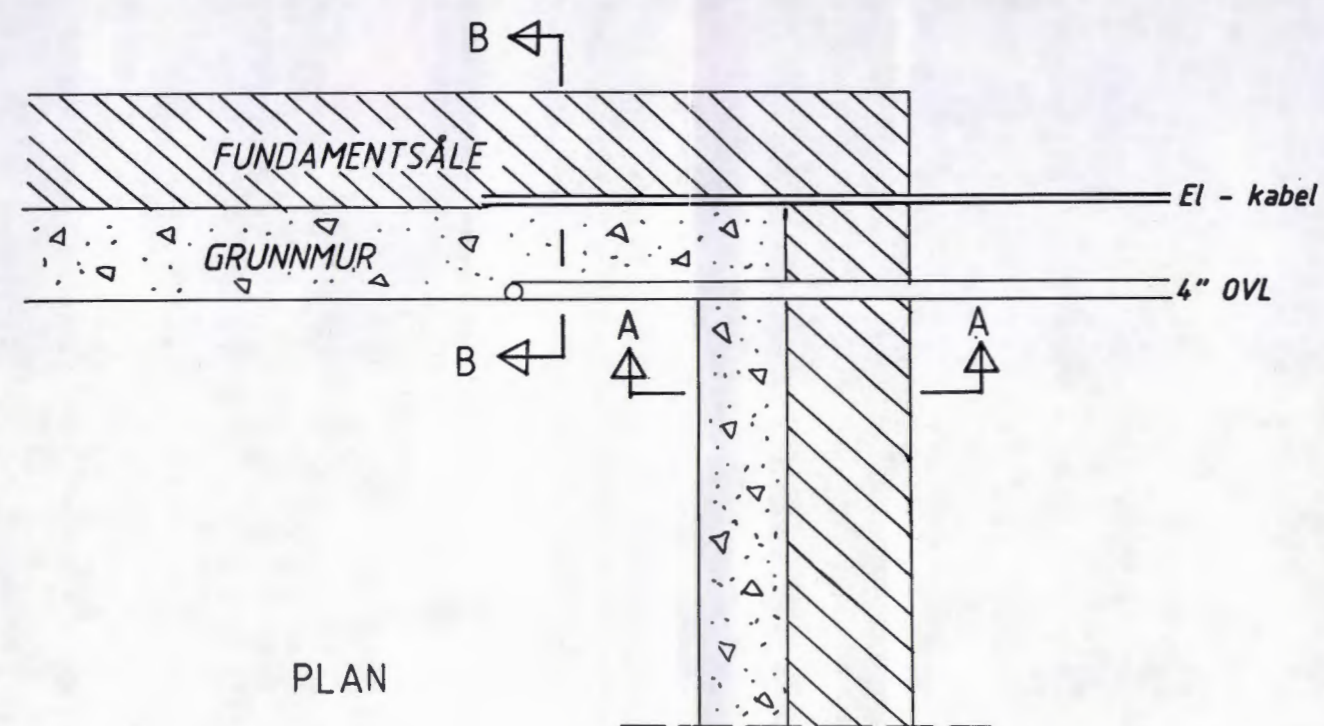 B
FUNDAMENTSÅLE
El - kabel
GRUNNMUR
4" OVL
B
A
A
PLAN